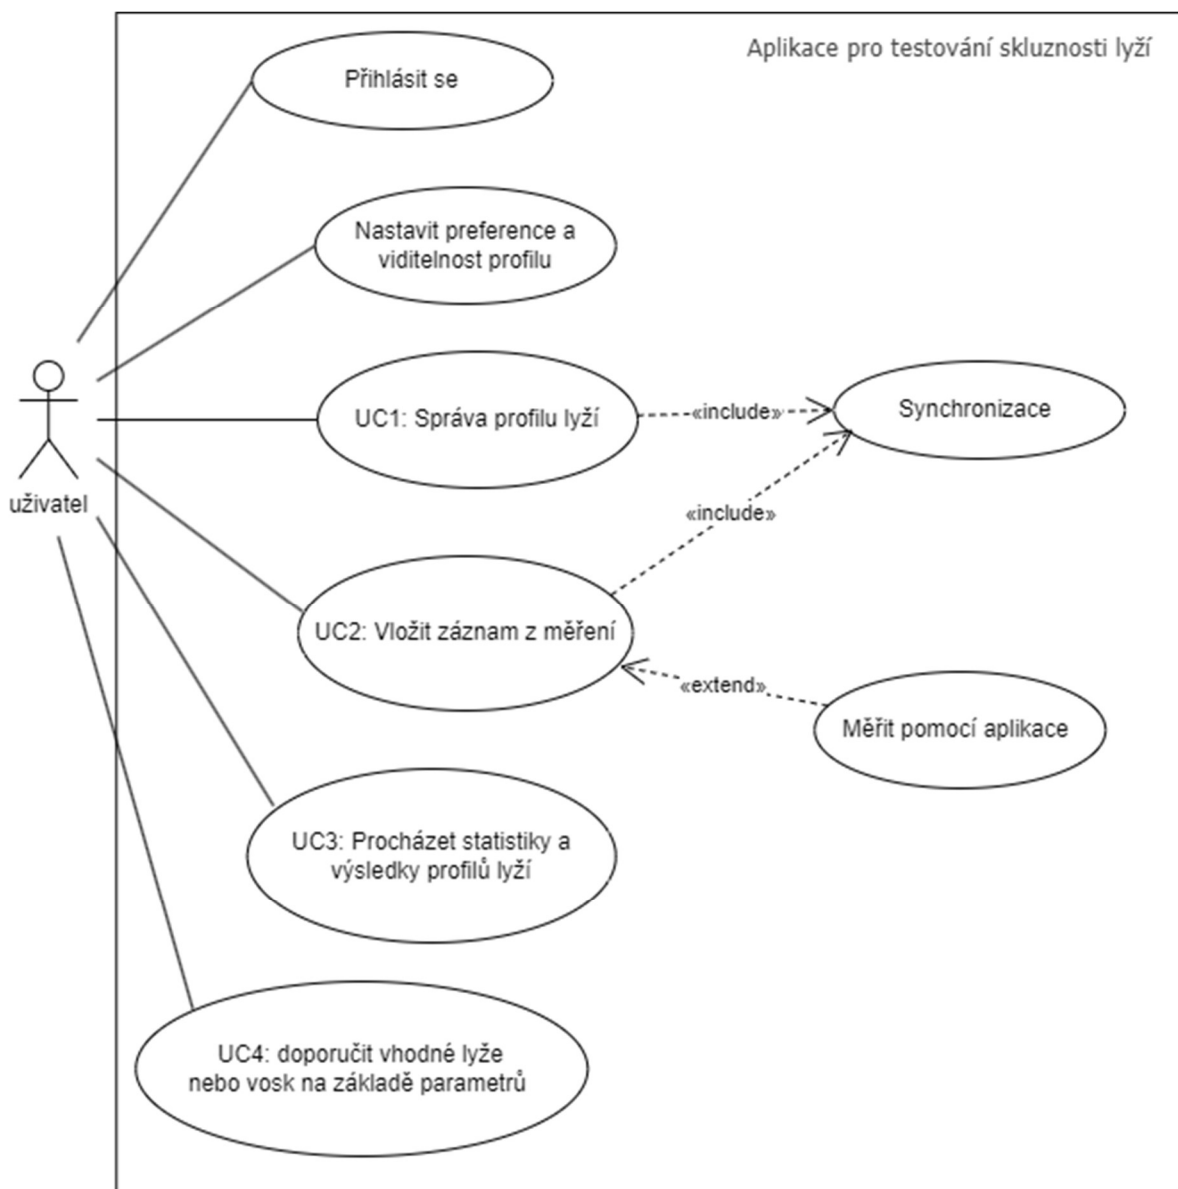 Aplikace pro testování skluznosti lyží
Přihlásit se
Nastavit preference a
viditelnost profilu
UC1: Správa profilu lyží
«include»
Synchronizace
uživatel
«include»
UC2: Vložit záznam z měření
«extend»
Měřit pomocí aplikace
UC3: Procházet statistiky a
výsledky profilů lyží
UC4: doporučit vhodné lyže
nebo vosk na základě parametrů